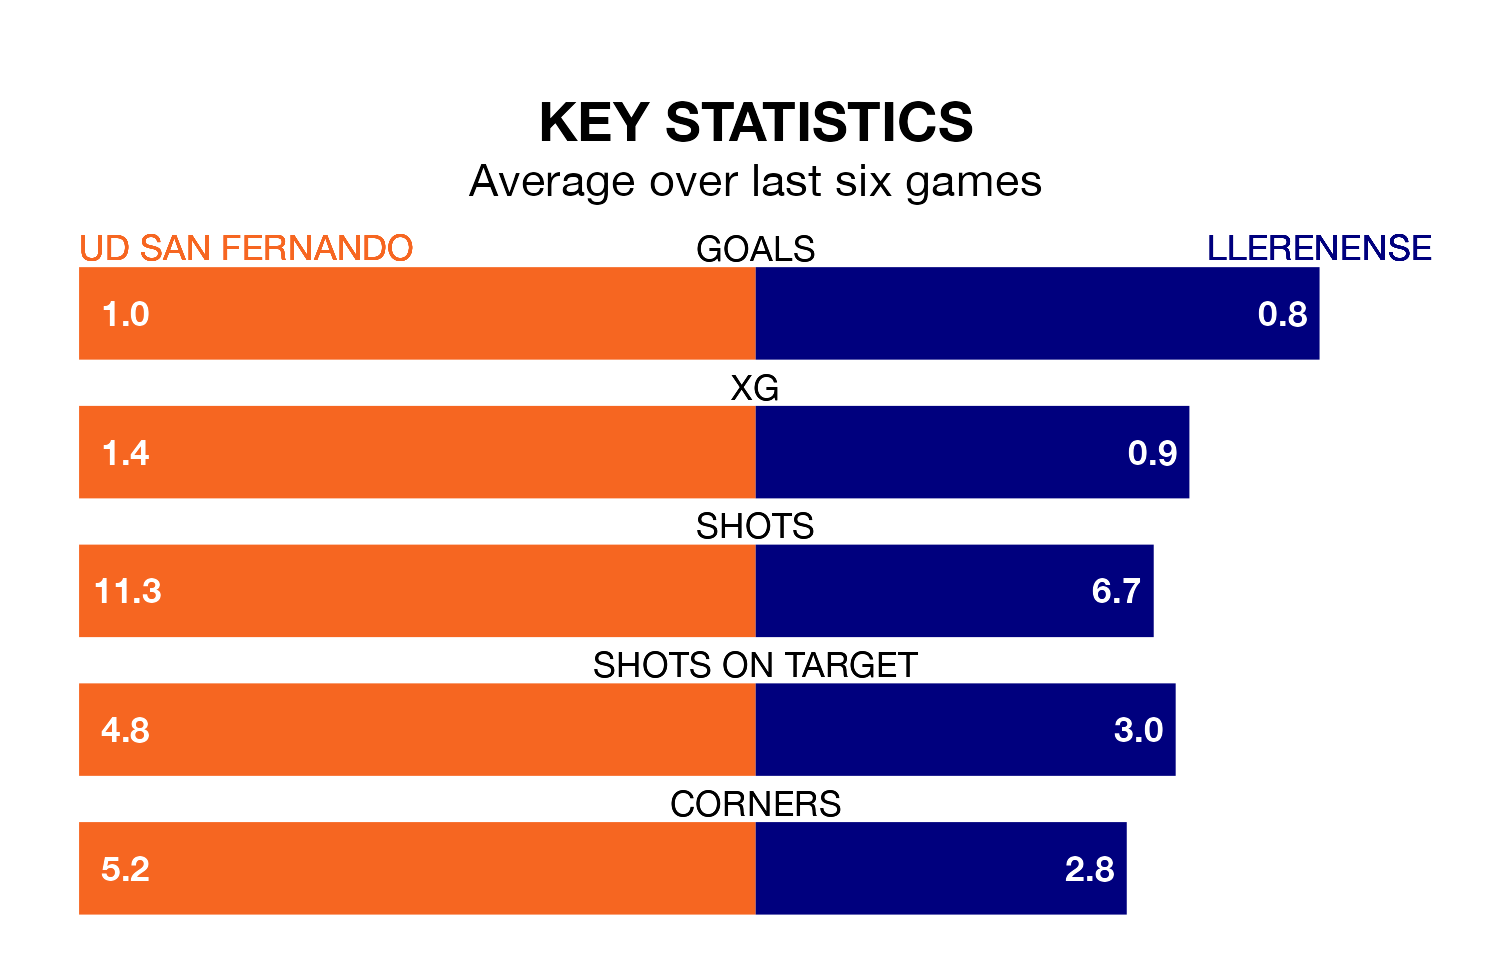 KEY STATISTICS
Average over last six games
UD SAN FERNANDO GOALS LLERENENSE
1.0 0.8
XG
1.4 0.9
SHOTS
11.3 6.7
SHOTS ON TARGET
4.8 3.0
CORNERS
5.2 2.8